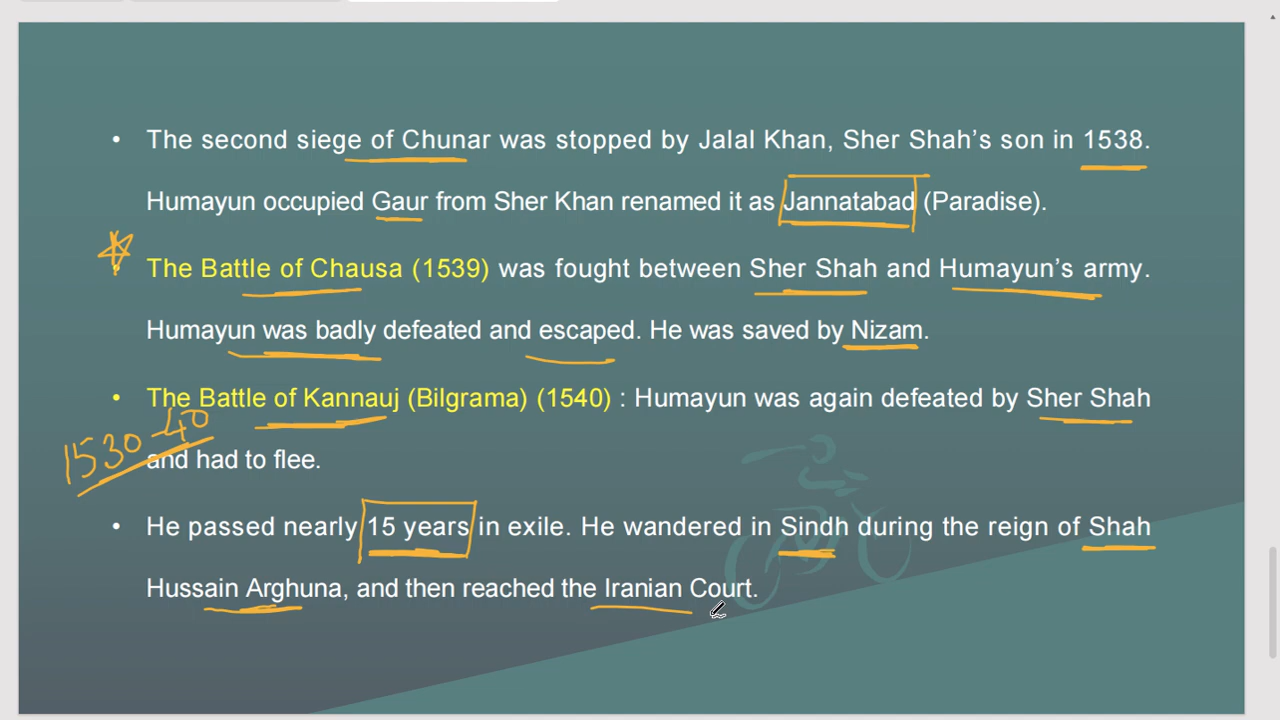 • The second siege of Chunar was stopped by Jalal Khan, Sher Shah's son in 1538.
Humayun occupied Gaur from Sher Khan renamed it as Jannatabad (Paradise).
• The Battle of Chausa (1539) was fought between Sher Shah and Humayun's army.
Humayun was badly defeated and escaped. He was saved by Nizam.
• The Battle of Kannauj (Bilgrama) (1540) : Humayun was again defeated by Sher Shah
1530-40
and had to flee.
• He passed nearly 15 years in exile. He wandered in Sindh during the reign of Shah
Hussain Arghuna, and then reached the Iranian Court.